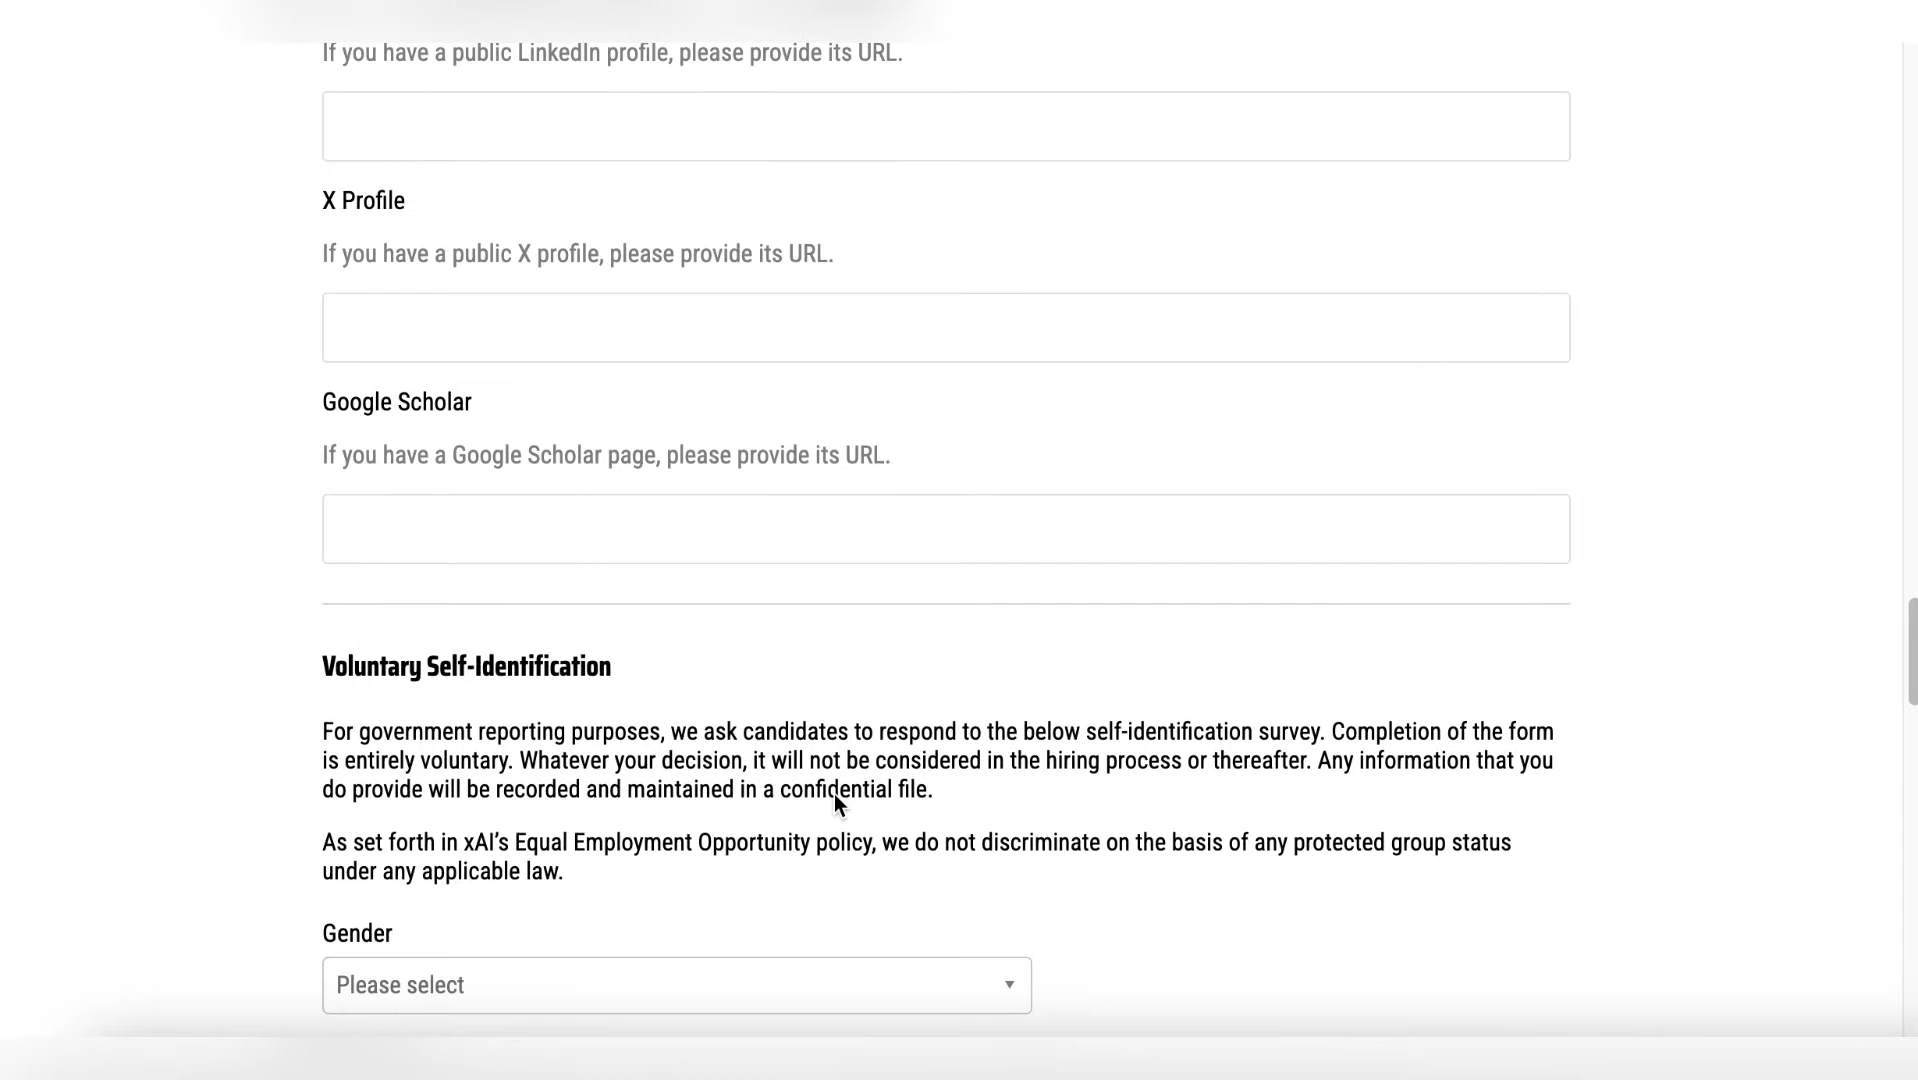 If you have a public LinkedIn profile, please provide its URL.
X Profile
If you have a public X profile, please provide its URL.
Google Scholar
If you have a Google Scholar page, please provide its URL.
Voluntary Self-Identification
For government reporting purposes, we ask candidates to respond to the below self-identification survey. Completion of the form
is entirely voluntary. Whatever your decision, it will not be considered in the hiring process or thereafter. Any information that you
do provide will be recorded and maintained in a confidential file.
As set forth in xAI’s Equal Employment Opportunity policy, we do not discriminate on the basis of any protected group status
under any applicable law.
Gender
Please select